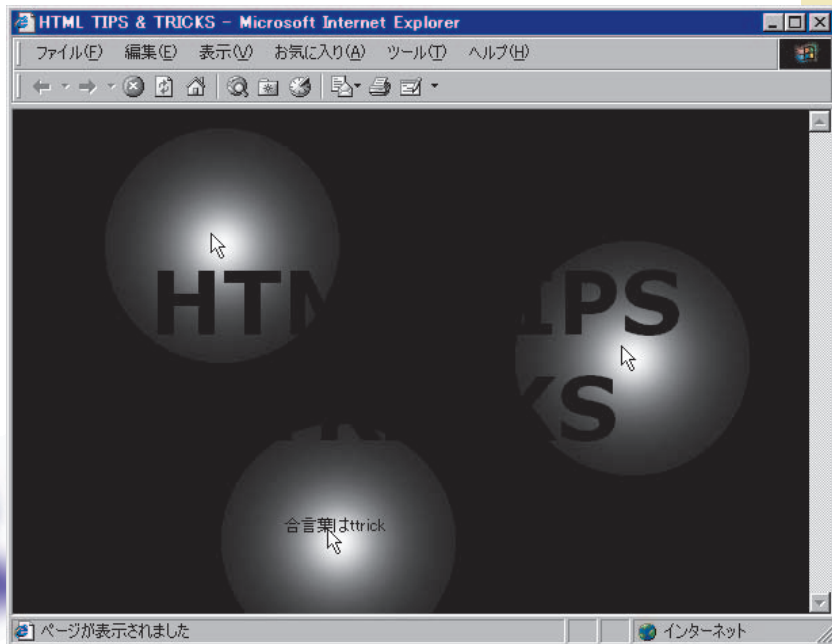 HTML TIPS & TRICKS - Microsoft Internet Explorer
ファイル(F) 編集(E) 表示(V) お気に入り(A) ツール(T) ヘルプ(H)
HTM IPS
RI KS
合言葉はttrick
ページが表示されました インターネット